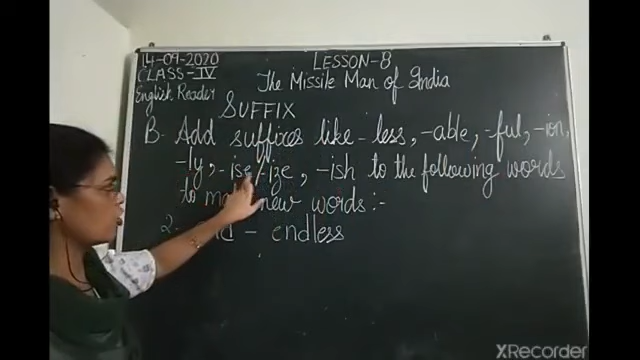 14-09-2020
LESSON-8
CLASS-IV
The Missile Man of India
English Reader
SUFFIX
B. Add suffixes like -less, -able, -ful, -ion,
-ly, -ise/-ize, -ish to the following words
to new words:-
2. - endless
XRecorder